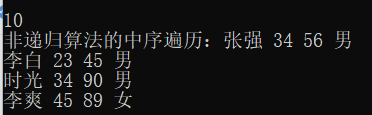 10
非递归算法的中序遍历：张强 34 56 男
李白 23 45 男
时光 34 90 男
李爽 45 89 女